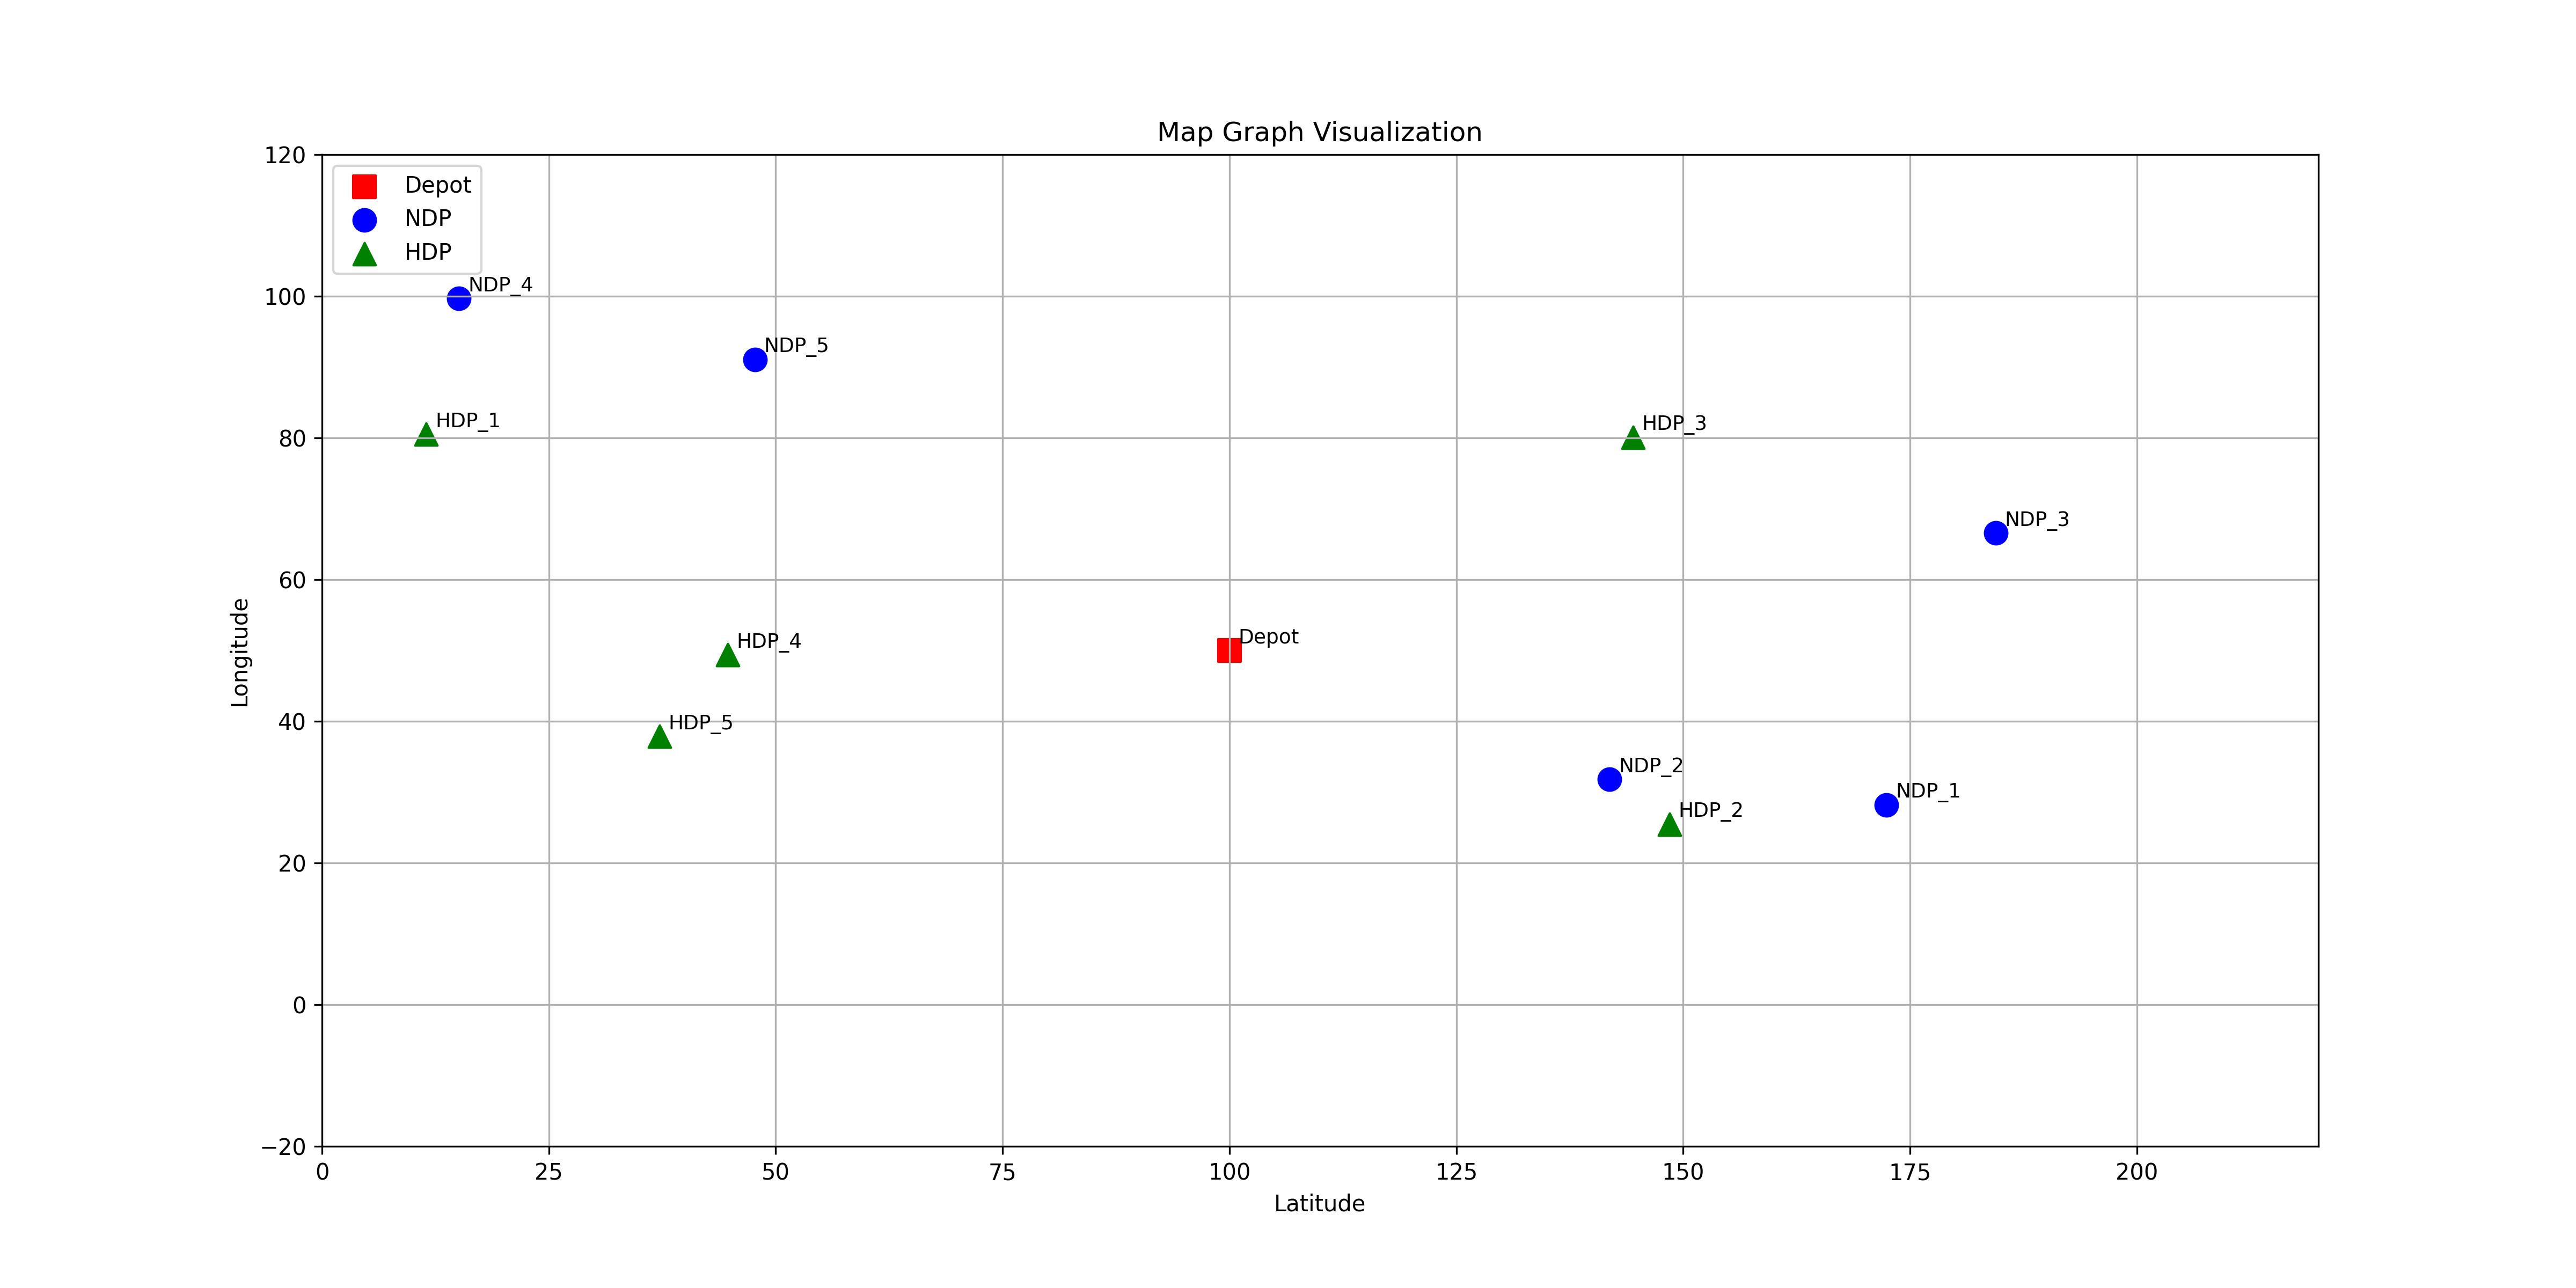 Map Graph Visualization
120
Depot
NDP
HDP
NDP_4
100
NDP_5
HDP_1
HDP_3
80
NDP_3
60
HDP_4
Depot
Longitude
40
HDP_5
NDP_2
NDP_1
HDP_2
20
0
−20
0 25 50 75 100 125 150 175 200
Latitude